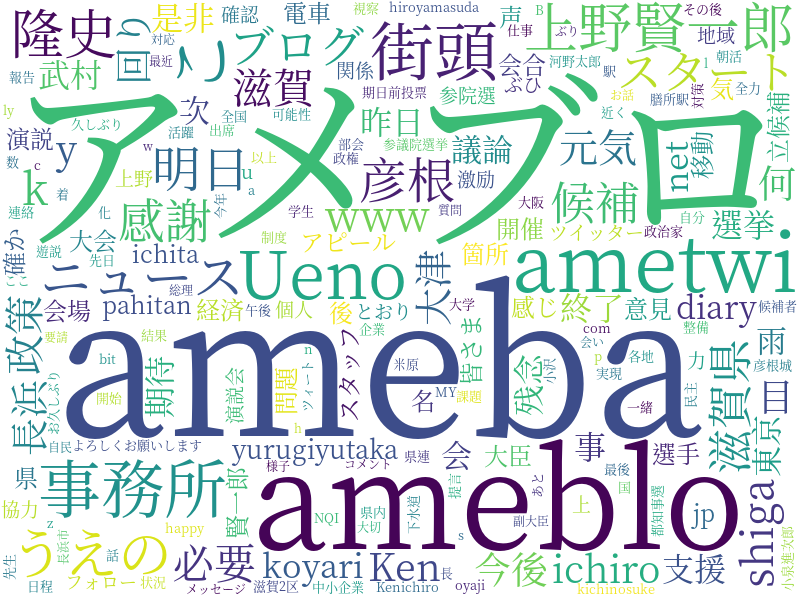 hiroyamasuda
視察
B
その後
隆史
是非
確認
電車
声
上野賢一郎
回り
ブログ
街頭
対応
仕事
ぶり
地域
報告
最近
武村
関係
会合
河野太郎
l
朝活
滋賀
期日前投票
ぶひ
スタート
駅
お話
全力
ly
次
参院選
気
膳所駅
対策
アメブロ
久しぶり
全国
可能性
昨日
近く
演説
活躍
出席
部会
参議院選挙
議論
元気
net
移動
立候補
数
c
y
w
明日
以上
政権
彦根
激励
何
k
上野
u
a
学生
質問
大阪
候補
自分
連絡
着
化
今年
感謝
www
開催
ツイッター
政治家
選挙
確か
遊説
大会
先日
ichita
制度
アピール
箇所
ametwi
ここ
ニュース
総理
Ueno
大津
会場
pahitan
経済
午後
個人
後
とおり
大学
感じ
終了
意見
diary
候補者
長浜
政策
要請
結果
企業
com
会い
整備
雨
ameba
bit
n
スタッフ
皆さま
残念
p
各地
力
彦根城
お久しぶり
開始
期待
演説会
問題
ツィート
米原
小沢
実現
民主
滋賀県
目
h
名
MY
課題
一緒
東京
自民
よろしくお願いします
yurugiyutaka
県連
会
大臣
事
選手
県
事務所
賢一郎
様子
コメント
提言
あと
最後
国
ameblo
協力
z
NQI
県内
大切
下水道
副大臣
上
都知事選
jp
shiga
うえの
happy
s
先生
長浜市
話
必要
koyari
Ken
長
今後
ichiro
支援
日程
フォロー
状況
メッセージ
滋賀2区
中小企業
Kenichiro
oyaji
kichinosuke
小泉進次郎